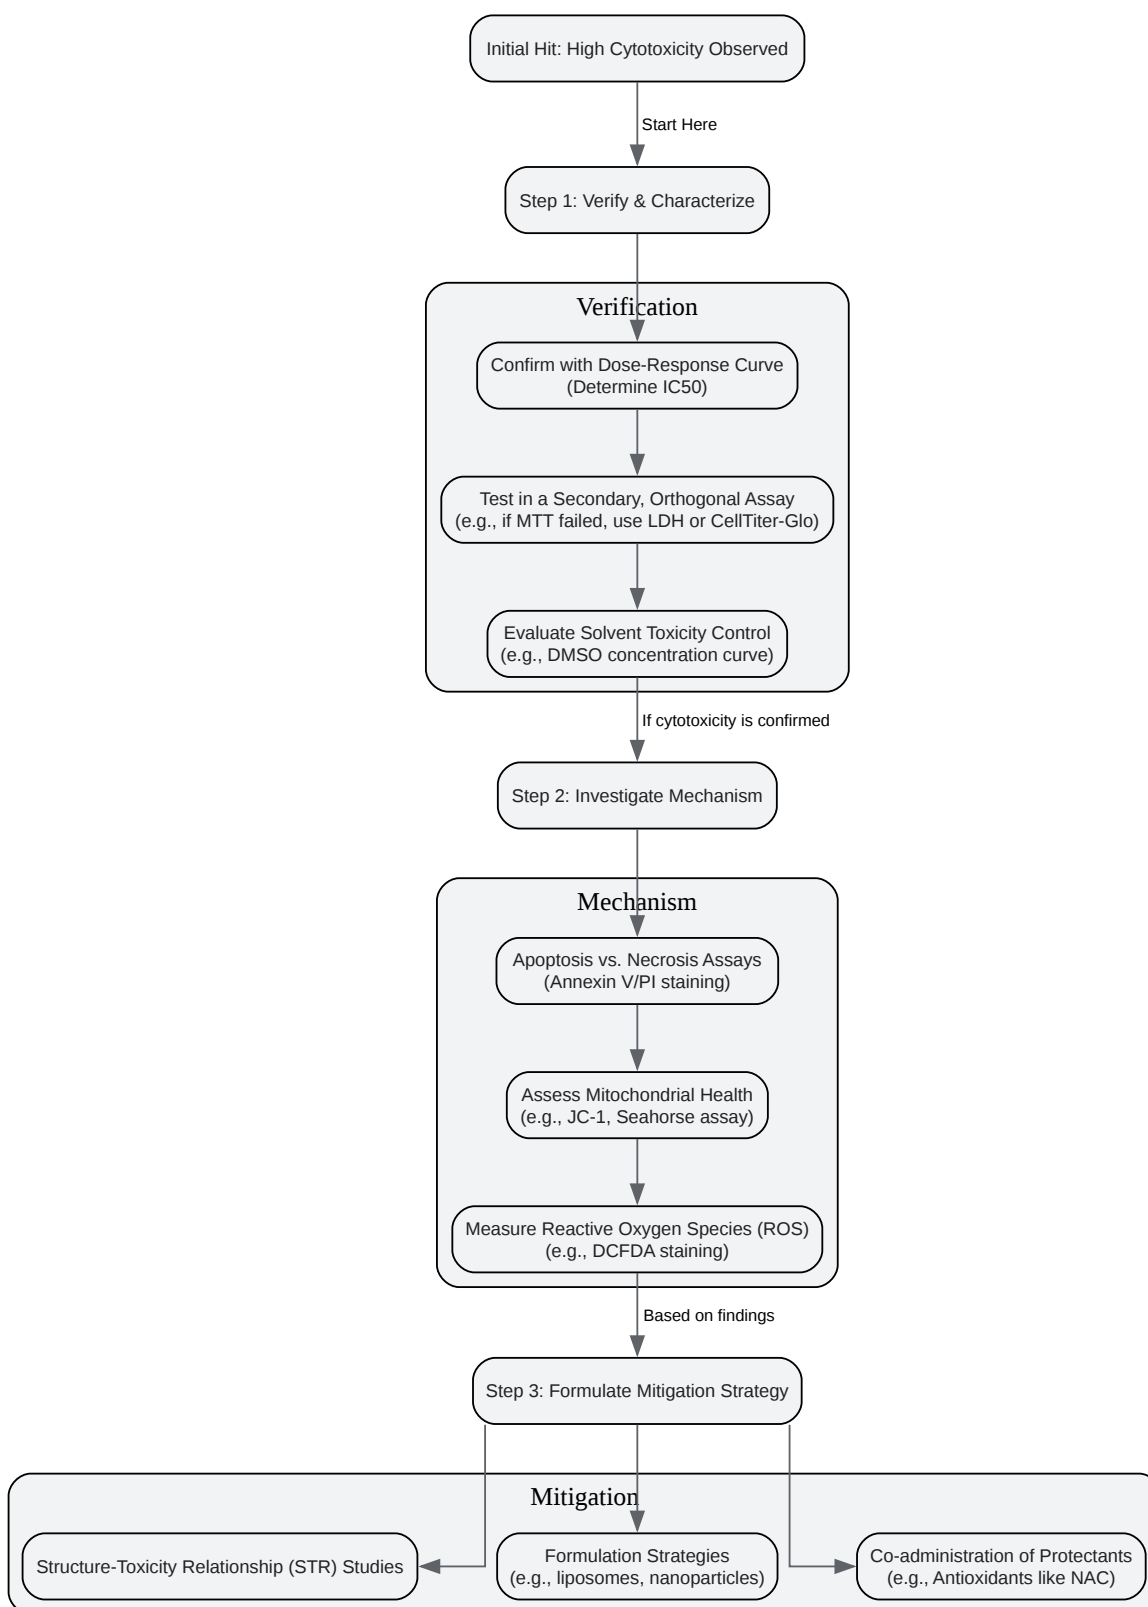 Initial Hit: High Cytotoxicity Observed
Start Here
Step 1: Verify & Characterize
Verification
Confirm with Dose-Response Curve
(Determine IC50)
Test in a Secondary, Orthogonal Assay
(e.g., if MTT failed, use LDH or CellTiter-Glo)
Evaluate Solvent Toxicity Control
(e.g., DMSO concentration curve)
If cytotoxicity is confirmed
Step 2: Investigate Mechanism
Mechanism
Apoptosis vs. Necrosis Assays
(Annexin V/PI staining)
Assess Mitochondrial Health
(e.g., JC-1, Seahorse assay)
Measure Reactive Oxygen Species (ROS)
(e.g., DCFDA staining)
Based on findings
Step 3: Formulate Mitigation Strategy
Mitigation
Structure-Toxicity Relationship (STR) Studies
Formulation Strategies
(e.g., liposomes, nanoparticles)
Co-administration of Protectants
(e.g., Antioxidants like NAC)